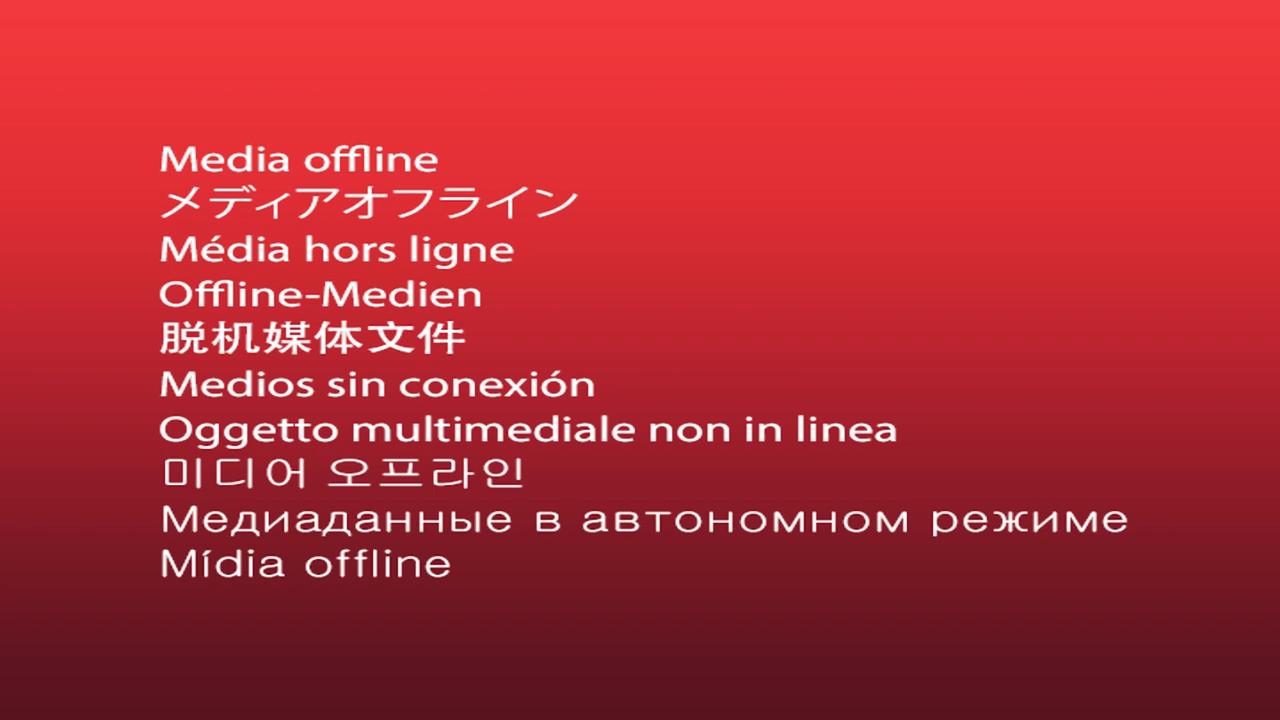 Media offline
メディアオフライン
Média hors ligne
Offline-Medien
脱机媒体文件
Medios sin conexión
Oggetto multimediale non in linea
미디어 오프라인
Медиаданные в автономном режиме
Mídia offline